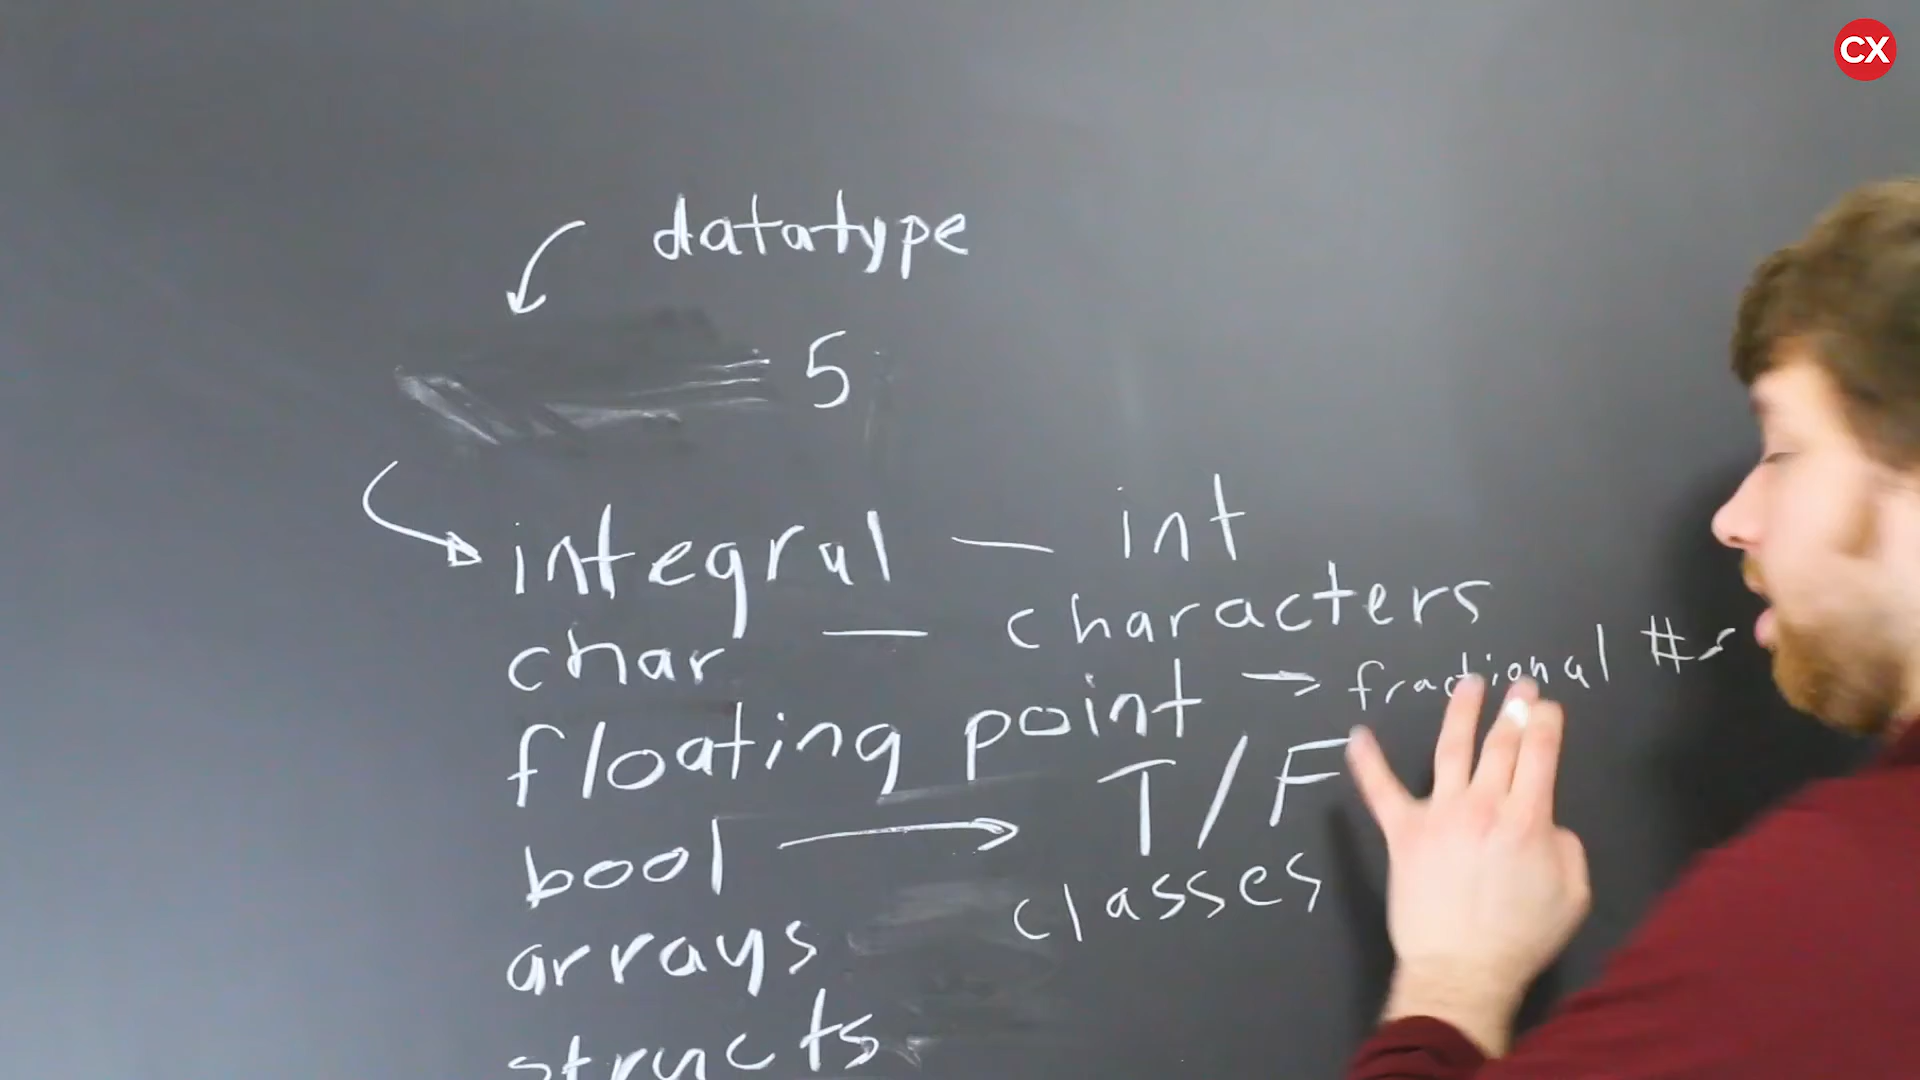 CX
datatype
5
integral — int
char — characters
floating point → fractional #s
bool → T/F
arrays classes
structs